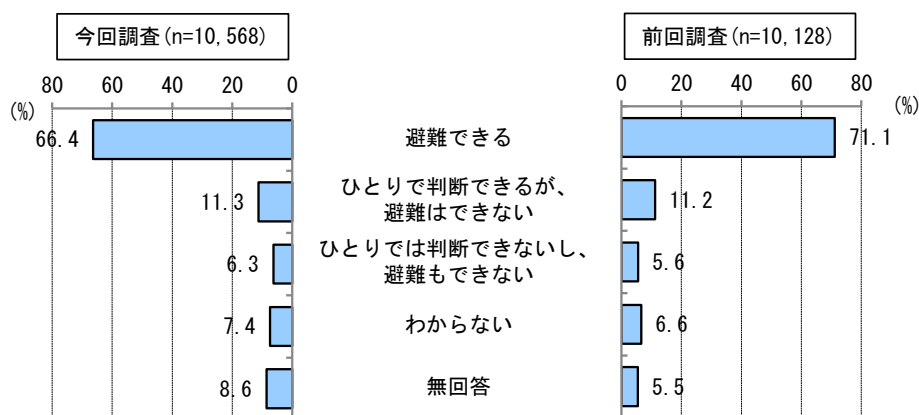 今回調査(n=10,568)
前回調査(n=10,128)
80 60 40 20 0
0 20 40 60 80
(%)
(%)
66.4 避難できる 71.1
11.3 ひとりで判断できるが、
避難はできない 11.2
6.3 ひとりでは判断できないし、
避難もできない 5.6
7.4 わからない 6.6
8.6 無回答 5.5